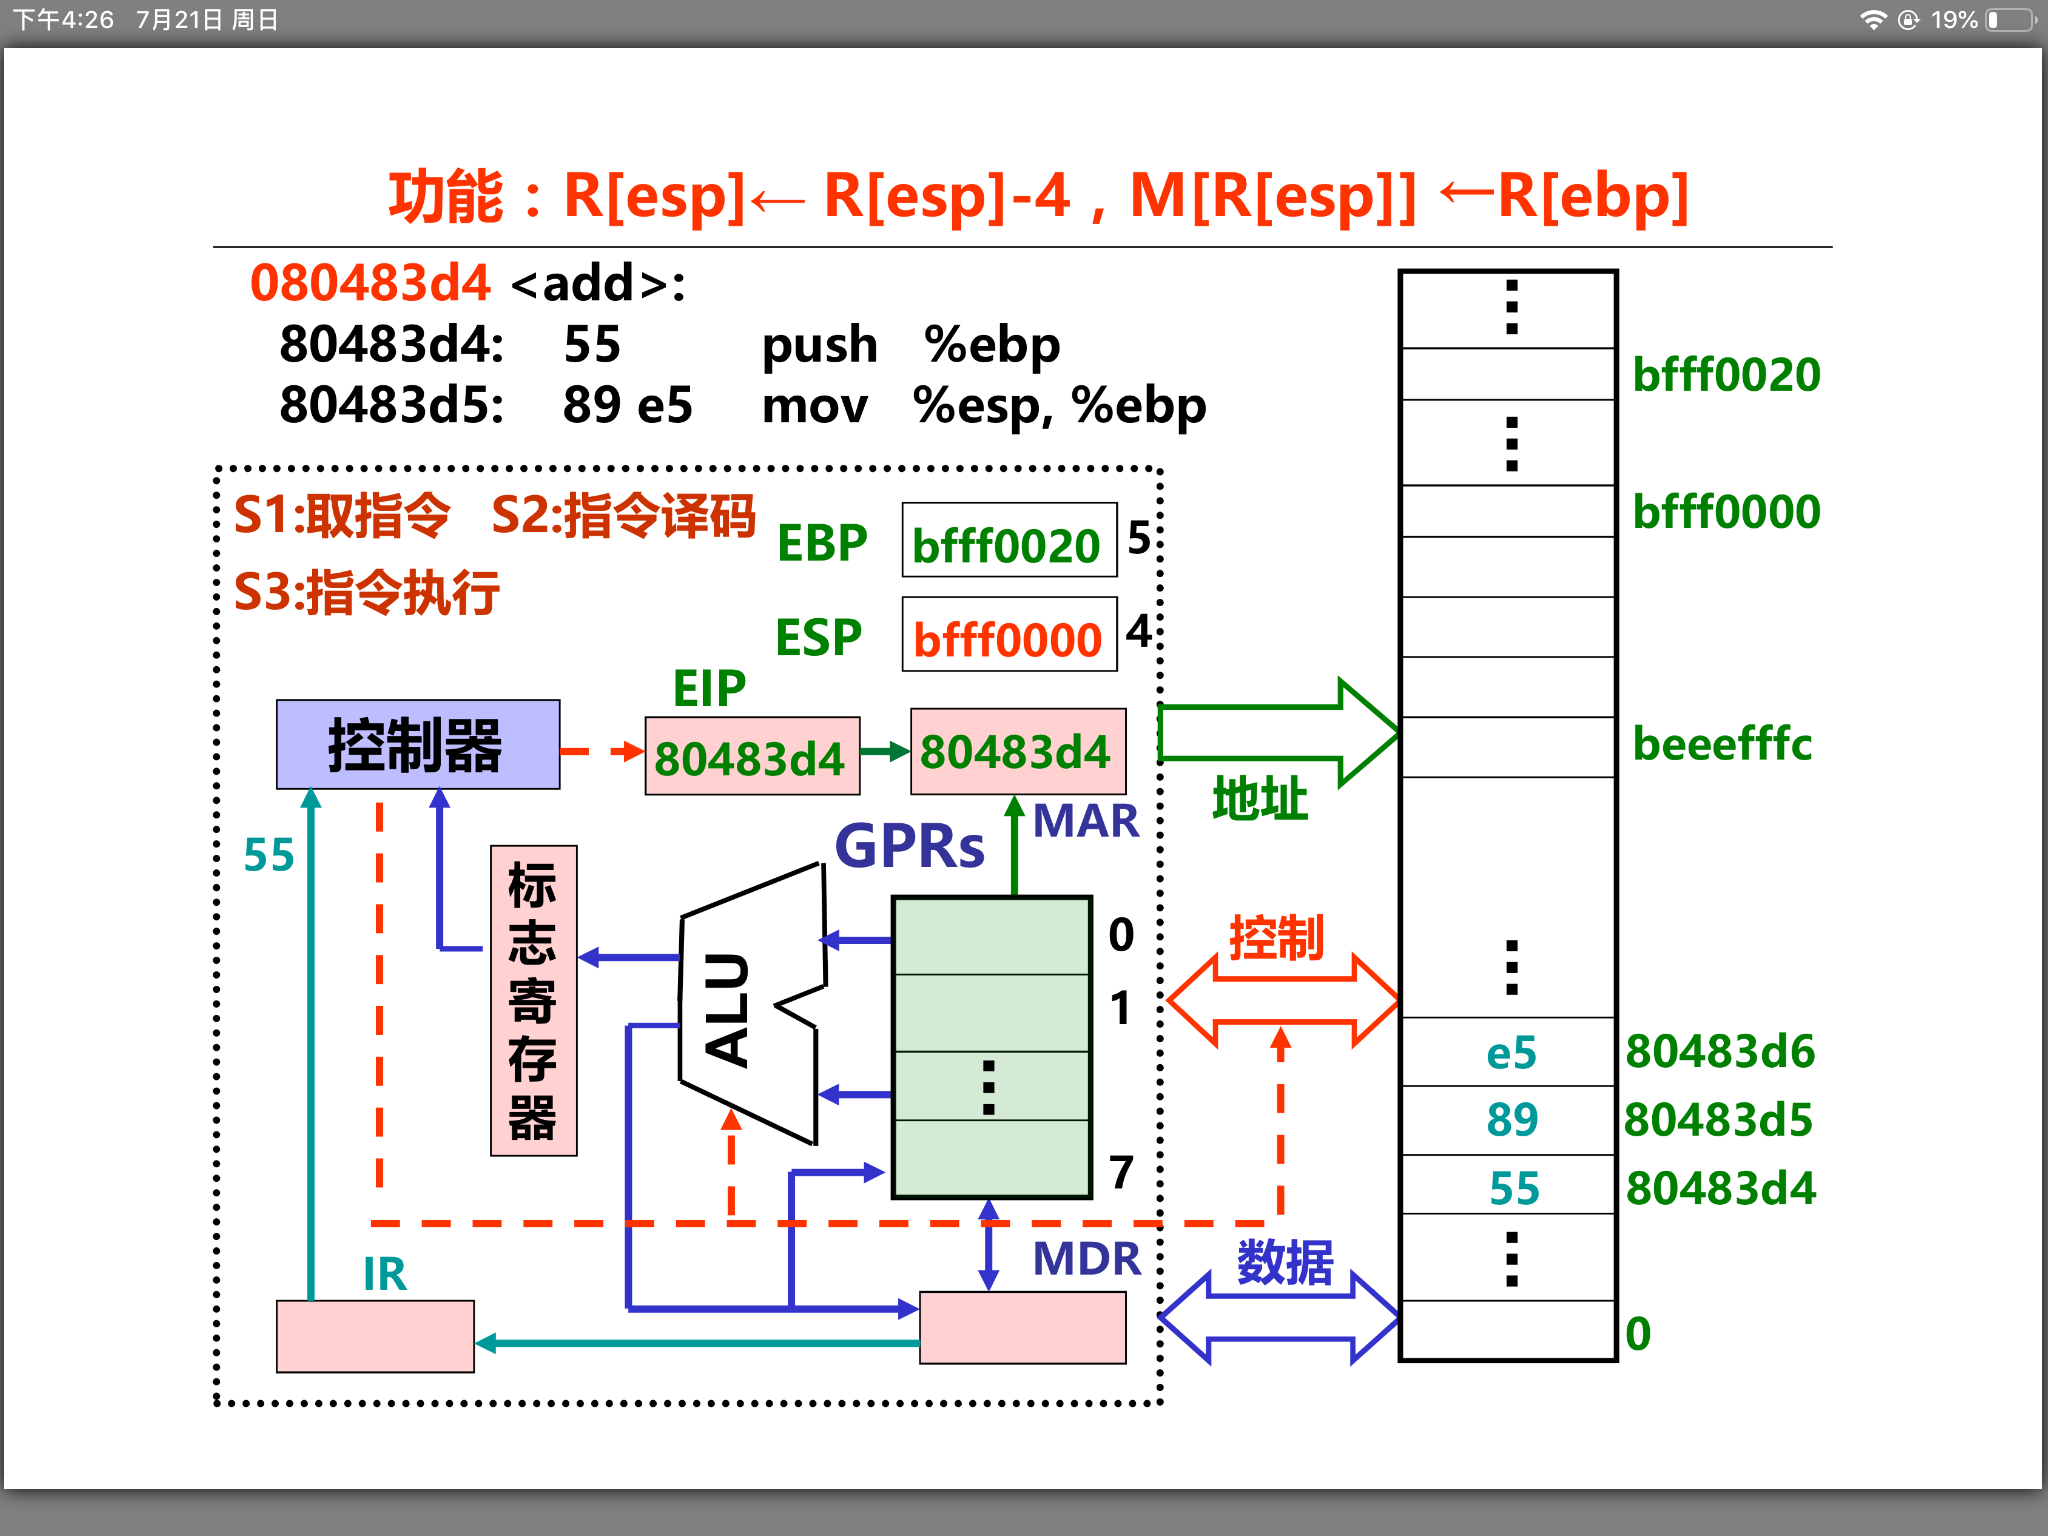 下午4:26 7月21日 周日
19%
功能：R[esp]← R[esp]-4，M[R[esp]] ←R[ebp]
080483d4 <add>:
80483d4: 55 push %ebp
80483d5: 89 e5 mov %esp, %ebp
S1:取指令 S2:指令译码
S3:指令执行
EBP bfff0020 5
ESP bfff0000 4
EIP
控制器
80483d4
80483d4
MAR
GPRs
55
标志寄存器
ALU
0
1
⋮
7
IR
MDR
地址
控制
数据
⋮
bfff0020
⋮
bfff0000
beeefffc
⋮
e5 80483d6
89 80483d5
55 80483d4
⋮
0